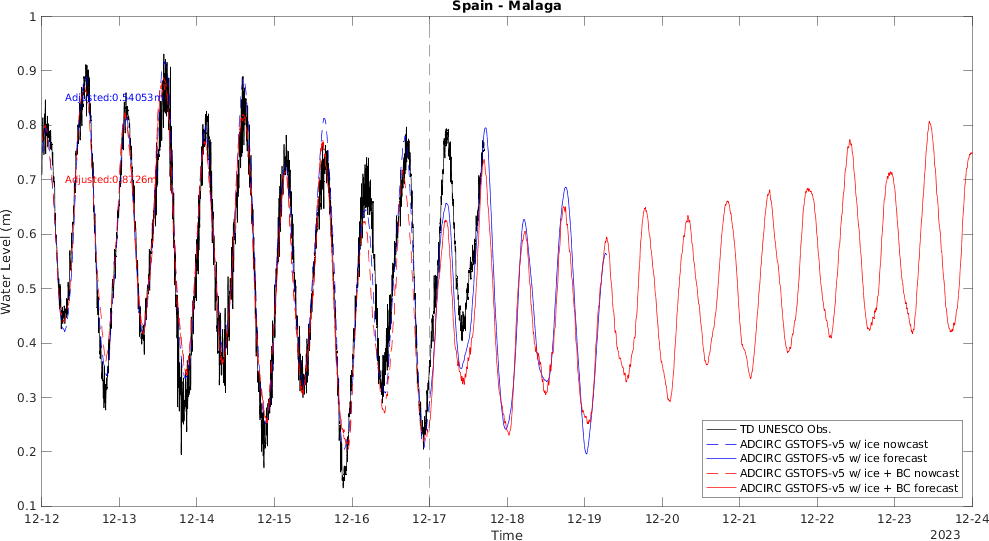 Spain - Malaga
1
0.9
0.8
0.7
0.6
0.5
0.4
0.3
0.2
0.1
Water Level (m)
Adjusted:0.54053m
Adjusted:0.8726m
TD UNESCO Obs.
ADCIRC GSTOFS-v5 w/ ice nowcast
ADCIRC GSTOFS-v5 w/ ice forecast
ADCIRC GSTOFS-v5 w/ ice + BC nowcast
ADCIRC GSTOFS-v5 w/ ice + BC forecast
12-12 12-13 12-14 12-15 12-16 12-17 12-18 12-19 12-20 12-21 12-22 12-23 12-24
Time
2023